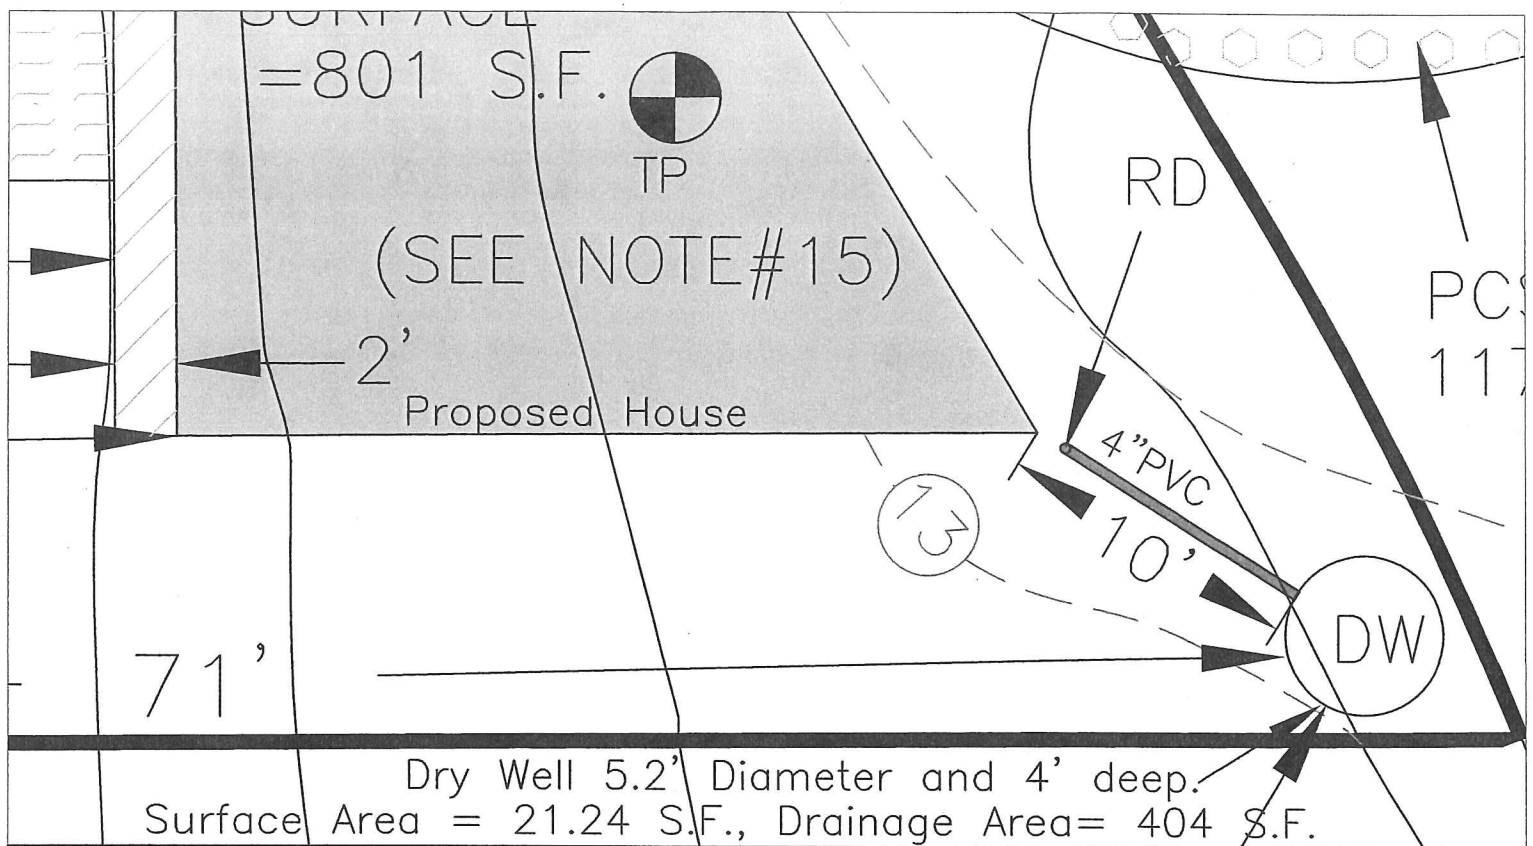 SURFACE
=801 S.F.
TP
RD
(SEE NOTE#15)
2'
Proposed House
4"PVC
13
10'
DW
71'
Dry Well 5.2' Diameter and 4' deep.
Surface Area = 21.24 S.F., Drainage Area= 404 S.F.